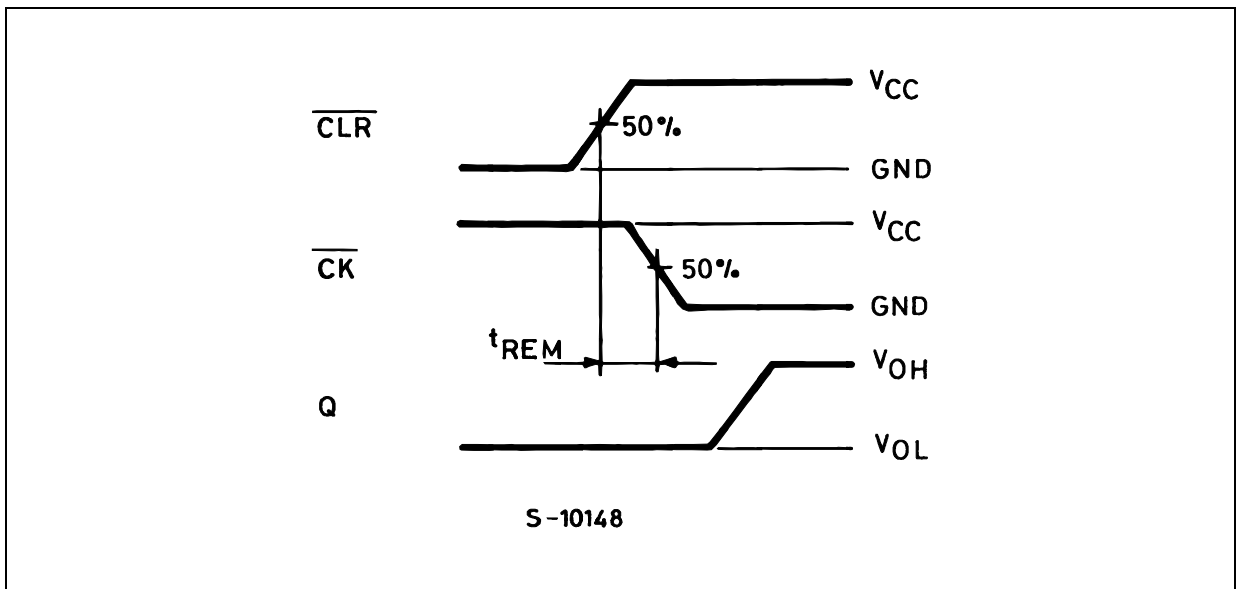 VCC
CLR
50%
GND
VCC
CK
50%
GND
tREM
VOH
Q
VOL
S-10148